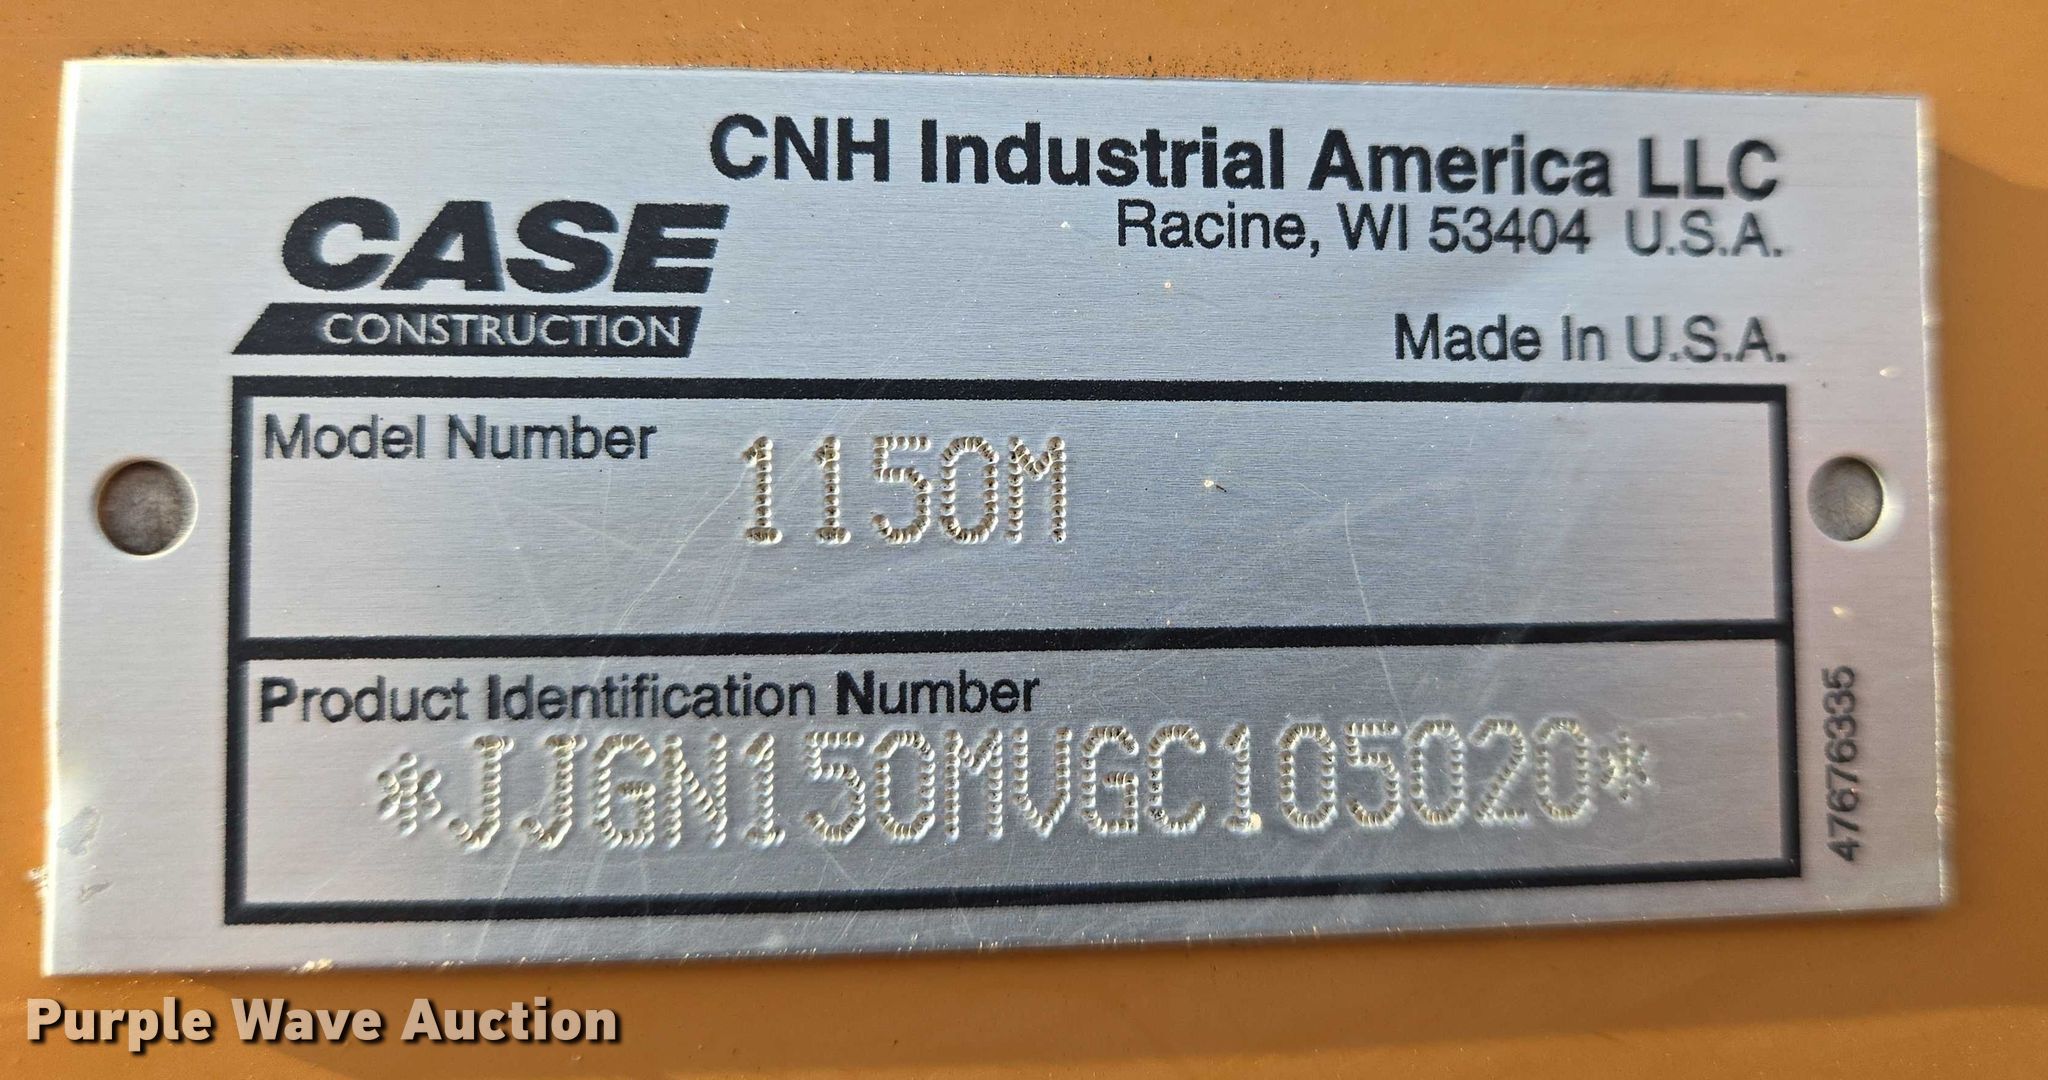 CNH Industrial America LLC
Racine, WI 53404 U.S.A.
CASE
CONSTRUCTION
Made In U.S.A.
Model Number
1150M
Product Identification Number
*JJGN150MVGC105020*
47676335
Purple Wave Auction